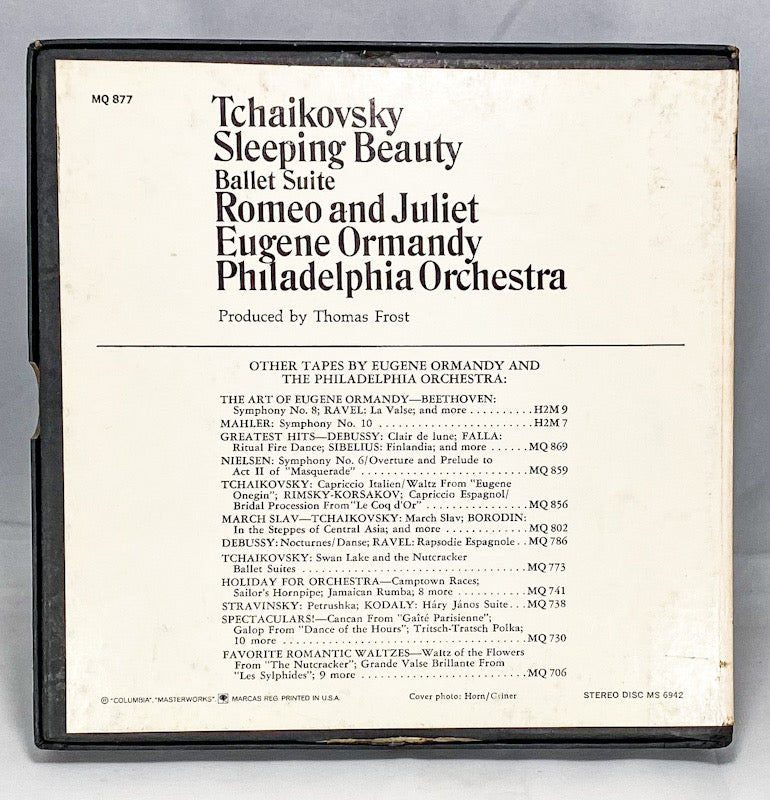 MQ 877
Tchaikovsky
Sleeping Beauty
Ballet Suite
Romeo and Juliet
Eugene Ormandy
Philadelphia Orchestra
Produced by Thomas Frost
OTHER TAPES BY EUGENE ORMANDY AND
THE PHILADELPHIA ORCHESTRA:
THE ART OF EUGENE ORMANDY—BEETHOVEN:
Symphony No. 8; RAVEL: La Valse; and more ..........H2M 9
MAHLER: Symphony No. 10 ........................H2M 7
GREATEST HITS—DEBUSSY: Clair de lune; FALLA:
Ritual Fire Dance; SIBELIUS: Finlandia; and more ......MQ 869
NIELSEN: Symphony No. 6/Overture and Prelude to
Act II of "Masquerade" ...........................MQ 859
TCHAIKOVSKY: Capriccio Italien/Waltz From "Eugene
Onegin"; RIMSKY-KORSAKOV; Capriccio Espagnol/
Bridal Procession From "Le Coq d'Or" ................MQ 856
MARCH SLAV—TCHAIKOVSKY: March Slav; BORODIN:
In the Steppes of Central Asia; and more .............MQ 802
DEBUSSY: Nocturnes/Danse; RAVEL: Rapsodie Espagnole..MQ 786
TCHAIKOVSKY: Swan Lake and the Nutcracker
Ballet Suites .....................................MQ 773
HOLIDAY FOR ORCHESTRA—Camptown Races;
Sailor's Hornpipe; Jamaican Rumba; 8 more ...........MQ 741
STRAVINSKY: Petrushka; KODALY: Háry János Suite...MQ 738
SPECTACULARS!—Cancan From "Gaîté Parisienne";
Galop From "Dance of the Hours"; Tritsch-Tratsch Polka;
10 more ........................................MQ 730
FAVORITE ROMANTIC WALTZES—Waltz of the Flowers
From "The Nutcracker"; Grande Valse Brillante From
"Les Sylphides"; 9 more ...........................MQ 706
℗ "COLUMBIA", "MASTERWORKS", MARCAS REG. PRINTED IN U.S.A.
Cover photo: Horn/Griner
STEREO DISC MS 6942